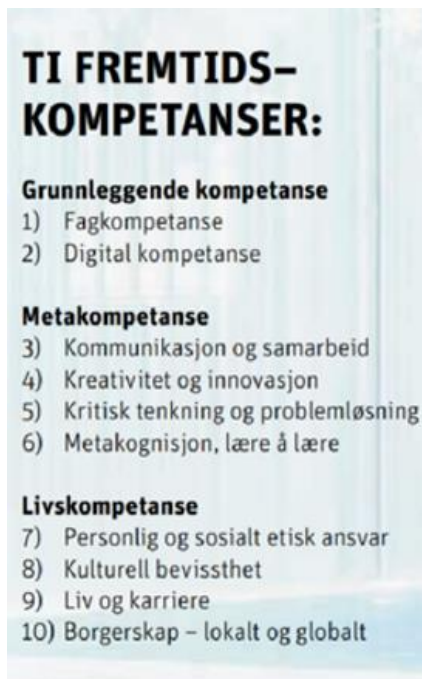 TI FREMTIDS–
KOMPETANSER:
Grunnleggende kompetanse
1) Fagkompetanse
2) Digital kompetanse
Metakompetanse
3) Kommunikasjon og samarbeid
4) Kreativitet og innovasjon
5) Kritisk tenkning og problemløsning
6) Metakognisjon, lære å lære
Livskompetanse
7) Personlig og sosialt etisk ansvar
8) Kulturell bevissthet
9) Liv og karriere
10) Borgerskap – lokalt og globalt